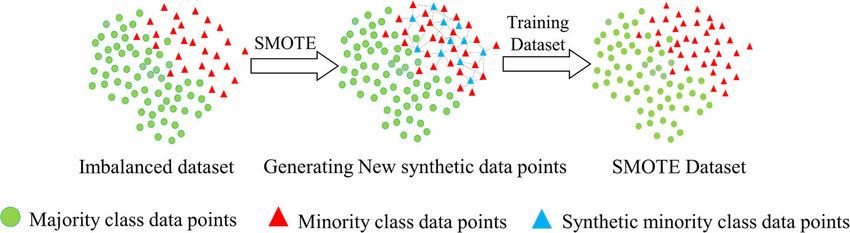 SMOTE
Training
Dataset
Imbalanced dataset
Generating New synthetic data points
SMOTE Dataset
Majority class data points
Minority class data points
Synthetic minority class data points